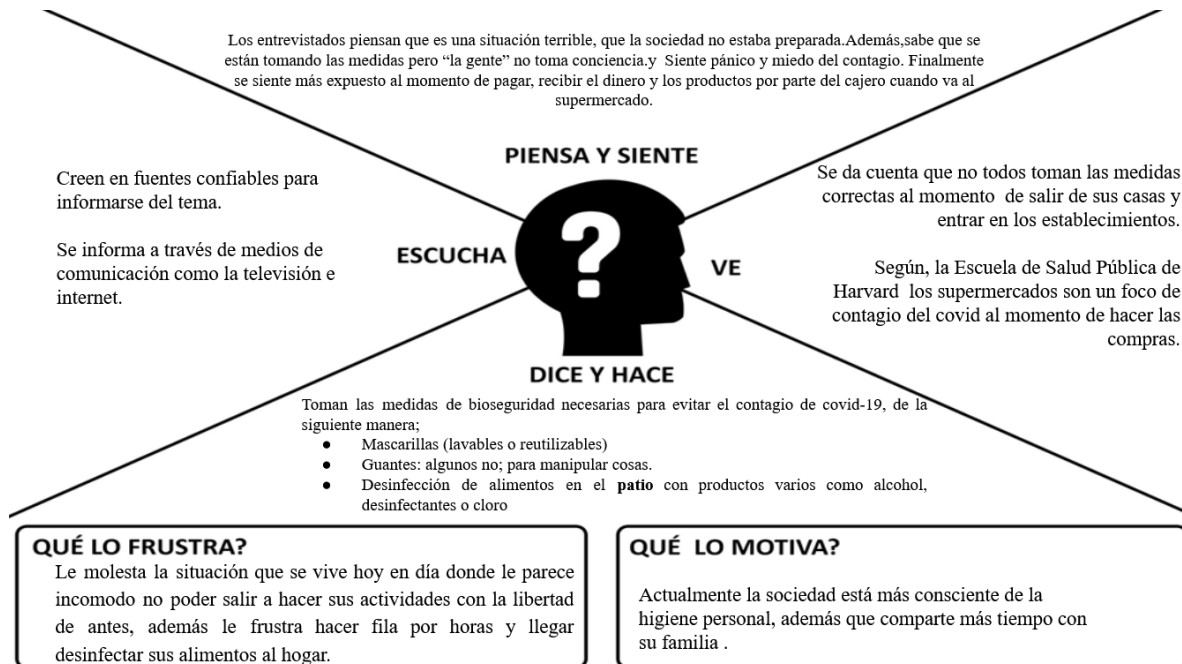 Los entrevistados piensan que es una situación terrible, que la sociedad no estaba preparada.Además,sabe que se
están tomando las medidas pero “la gente” no toma conciencia.y Siente pánico y miedo del contagio. Finalmente
se siente más expuesto al momento de pagar, recibir el dinero y los productos por parte del cajero cuando va al
supermercado.
PIENSA Y SIENTE
Creen en fuentes confiables para
informarse del tema.
Se informa a través de medios de
comunicación como la televisión e
internet.
ESCUCHA
?
VE
Se da cuenta que no todos toman las medidas
correctas al momento de salir de sus casas y
entrar en los establecimientos.
Según, la Escuela de Salud Pública de
Harvard los supermercados son un foco de
contagio del covid al momento de hacer las
compras.
DICE Y HACE
Toman las medidas de bioseguridad necesarias para evitar el contagio de covid-19, de la
siguiente manera;
● Mascarillas (lavables o reutilizables)
● Guantes: algunos no; para manipular cosas.
● Desinfección de alimentos en el patio con productos varios como alcohol,
desinfectantes o cloro
QUÉ LO FRUSTRA?
Le molesta la situación que se vive hoy en día donde le parece
incomodo no poder salir a hacer sus actividades con la libertad
de antes, además le frustra hacer fila por horas y llegar
desinfectar sus alimentos al hogar.
QUÉ LO MOTIVA?
Actualmente la sociedad está más consciente de la
higiene personal, además que comparte más tiempo con
su familia .